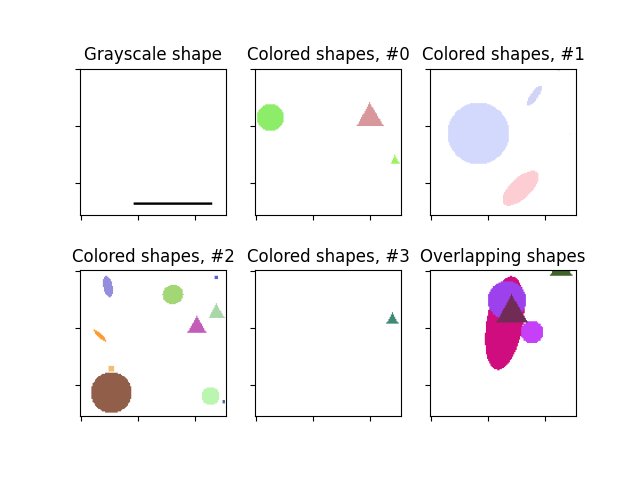 Grayscale shape
Colored shapes, #0
Colored shapes, #1
Colored shapes, #2
Colored shapes, #3
Overlapping shapes